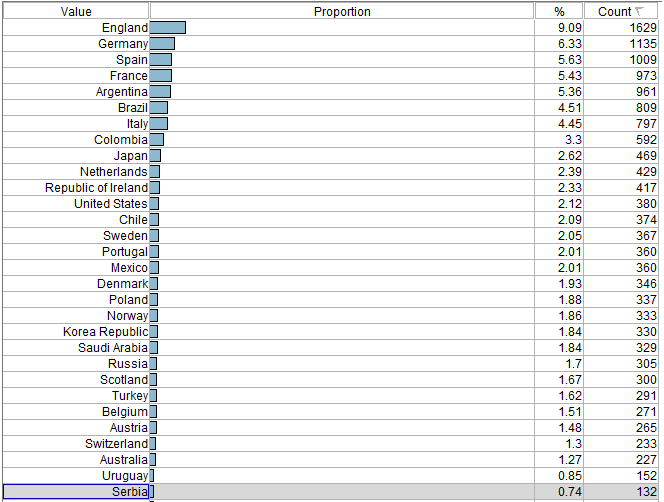 Value Proportion % Count
England 9.09 1629
Germany 6.33 1135
Spain 5.63 1009
France 5.43 973
Argentina 5.36 961
Brazil 4.51 809
Italy 4.45 797
Colombia 3.3 592
Japan 2.62 469
Netherlands 2.39 429
Republic of Ireland 2.33 417
United States 2.12 380
Chile 2.09 374
Sweden 2.05 367
Portugal 2.01 360
Mexico 2.01 360
Denmark 1.93 346
Poland 1.88 337
Norway 1.86 333
Korea Republic 1.84 330
Saudi Arabia 1.84 329
Russia 1.7 305
Scotland 1.67 300
Turkey 1.62 291
Belgium 1.51 271
Austria 1.48 265
Switzerland 1.3 233
Australia 1.27 227
Uruguay 0.85 152
Serbia 0.74 132